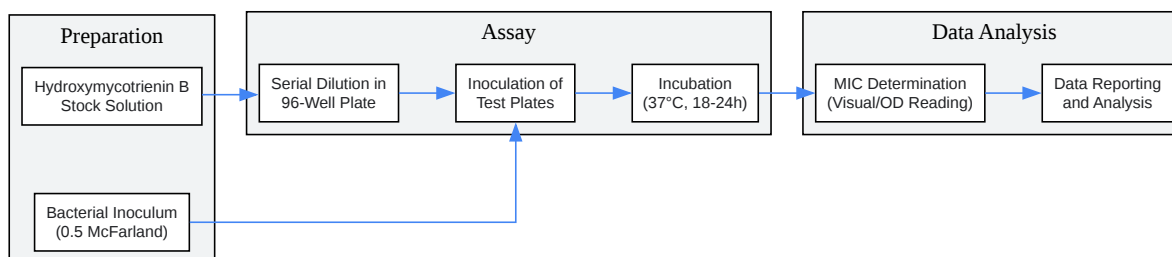 Preparation
Hydroxymycotrienin B
Stock Solution
Bacterial Inoculum
(0.5 McFarland)
Assay
Serial Dilution in
96-Well Plate
Inoculation of
Test Plates
Incubation
(37°C, 18-24h)
Data Analysis
MIC Determination
(Visual/OD Reading)
Data Reporting
and Analysis